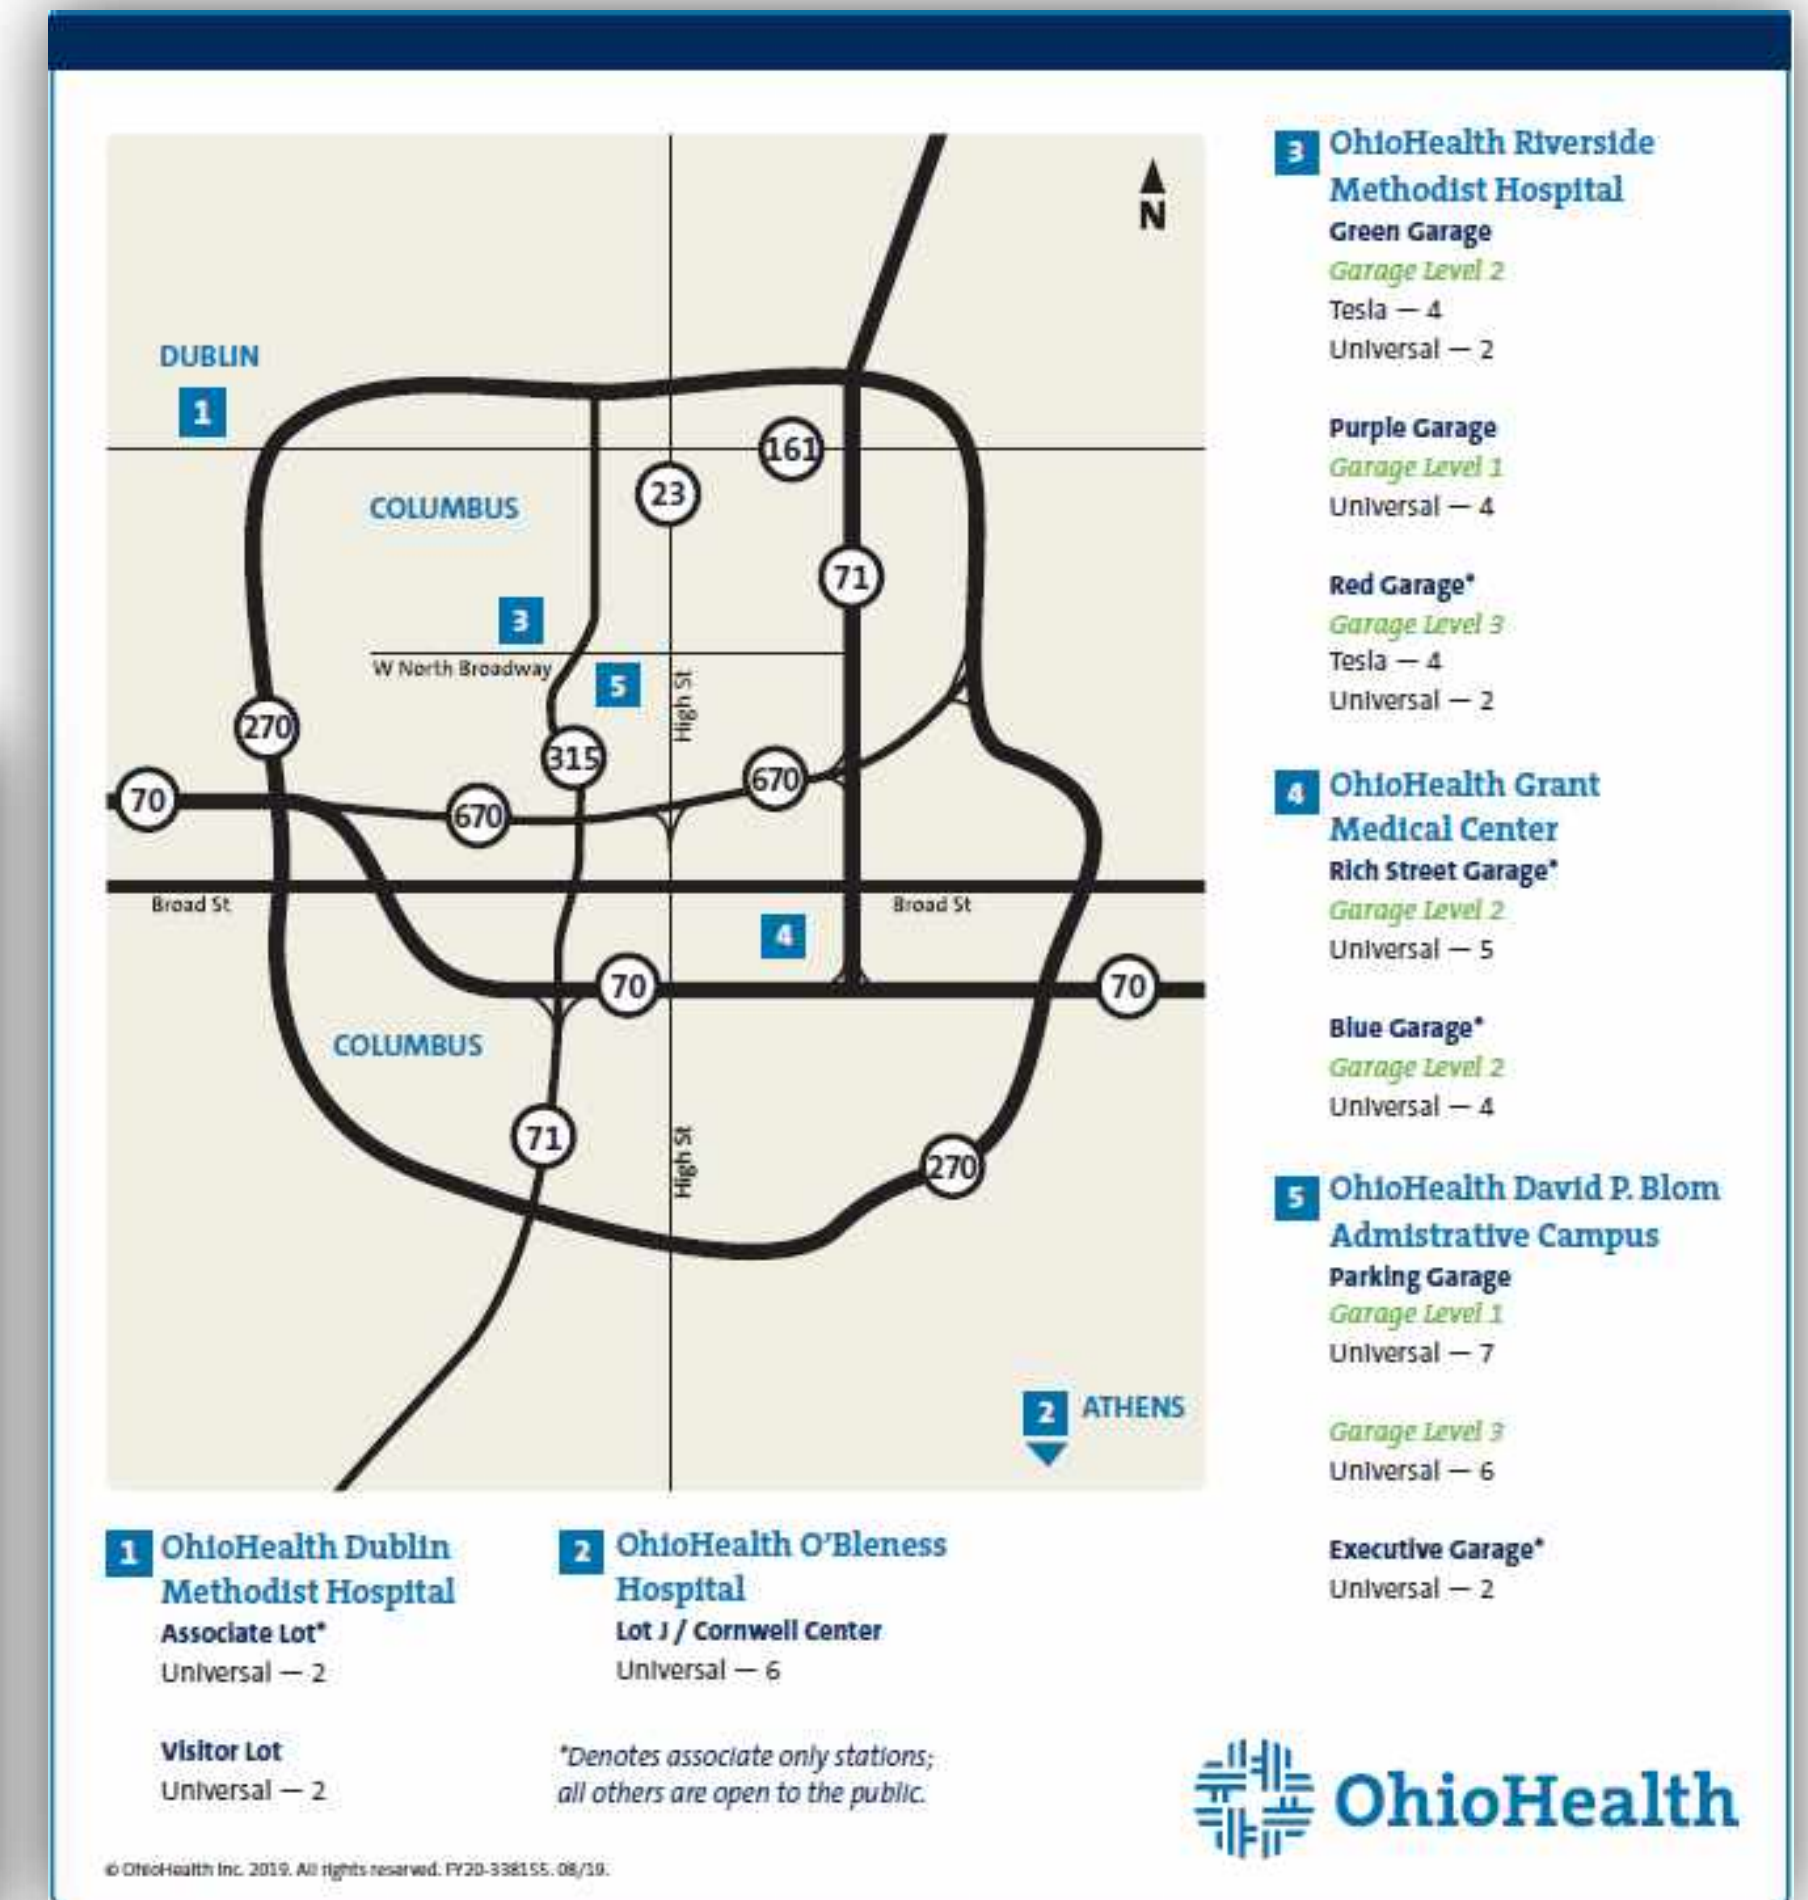 N
DUBLIN
1
161
23
COLUMBUS
71
3
W North Broadway
5
High St
270
315
670
70
670
Broad St
Broad St
4
70
70
COLUMBUS
71
High St
270
2 ATHENS
3 OhioHealth Riverside
Methodist Hospital
Green Garage
Garage Level 2
Tesla — 4
Universal — 2
Purple Garage
Garage Level 1
Universal — 4
Red Garage*
Garage Level 3
Tesla — 4
Universal — 2
4 OhioHealth Grant
Medical Center
Rich Street Garage*
Garage Level 2
Universal — 5
Blue Garage*
Garage Level 2
Universal — 4
5 OhioHealth David P. Blom
Admistrative Campus
Parking Garage
Garage Level 1
Universal — 7
Garage Level 3
Universal — 6
Executive Garage*
Universal — 2
1 OhioHealth Dublin
Methodist Hospital
Associate Lot*
Universal — 2
Visitor Lot
Universal — 2
2 OhioHealth O'Bleness
Hospital
Lot J / Cornwell Center
Universal — 6
*Denotes associate only stations;
all others are open to the public.
OhioHealth
© OhioHealth Inc. 2019. All rights reserved. FY20-338155. 08/19.